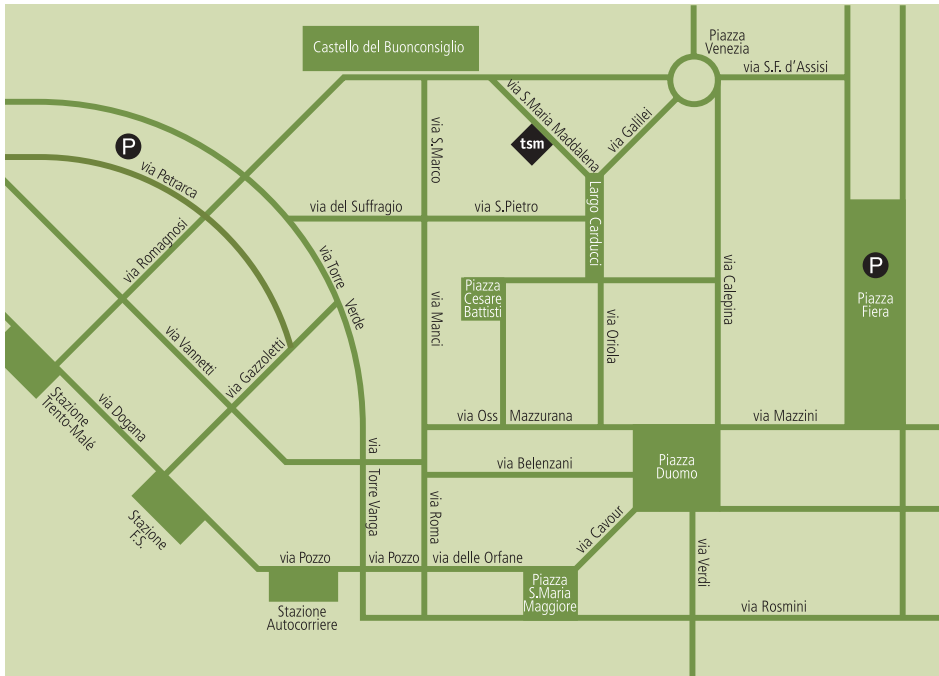 Piazza
Venezia
Castello del Buonconsiglio
via S.F. d'Assisi
via S.Maria Maddalena
via Galilei
via S.Marco
tsm
P
via Petrarca
Largo Carducci
via del Suffragio
via S.Pietro
via Romagnosi
via Torre
Verde
via Calepina
P
Piazza
Fiera
Piazza
Cesare
Battisti
via Manci
via Oriola
via Vannetti
via Gazzoletti
Stazione
Trento-Malé
via Dogana
via Oss
Mazzurana
via Mazzini
via
Torre Vanga
via Belenzani
Piazza
Duomo
Stazione
F.S.
via Roma
via Cavour
via Verdi
via Pozzo
via Pozzo
via delle Orfane
Piazza
S.Maria
Maggiore
Stazione
Autocorriere
via Rosmini